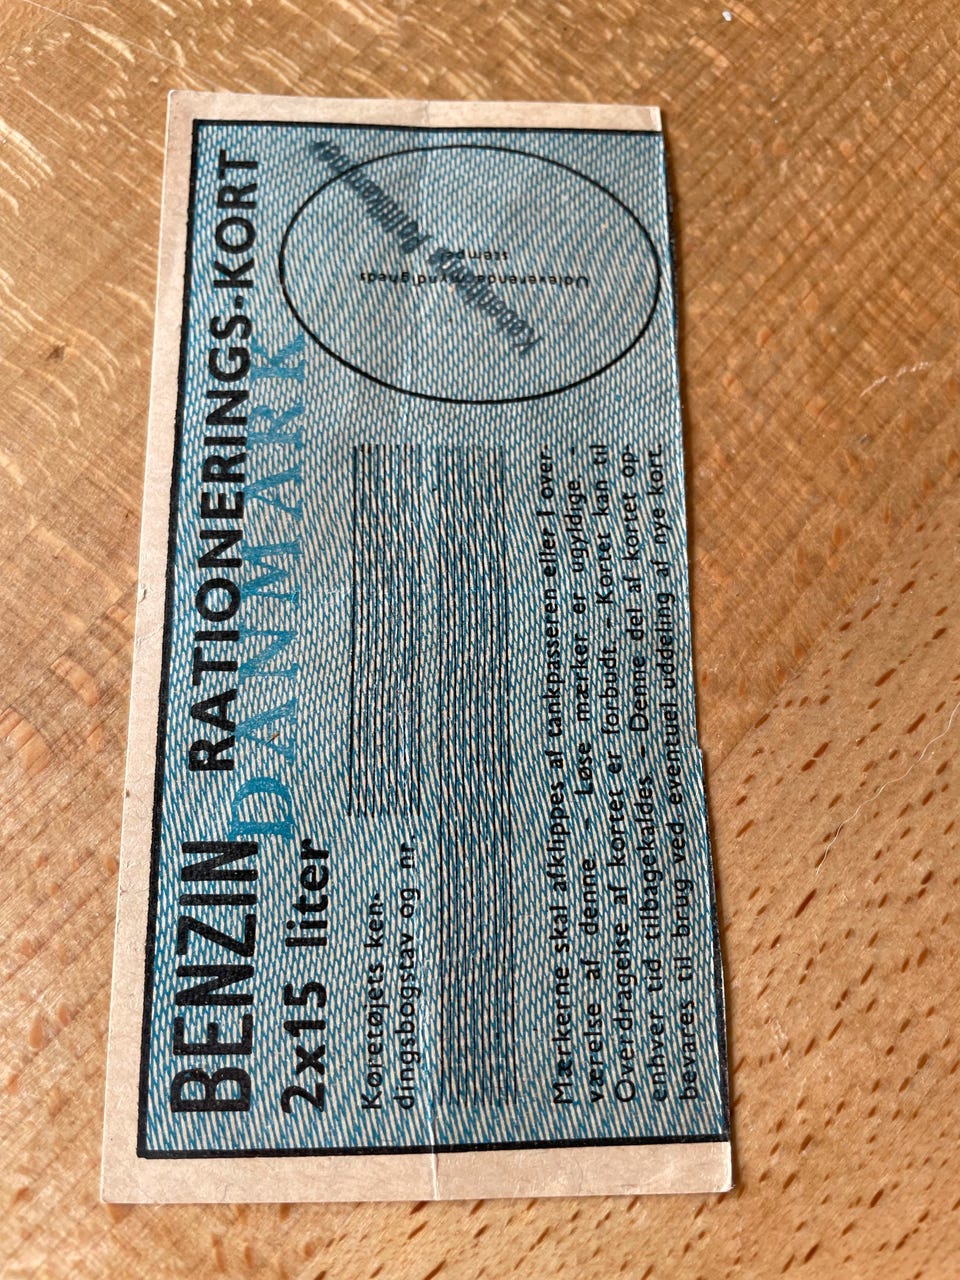 BENZIN RATIONERINGS-KORT
DANMARK
2x15 liter
Køretøjets ken-
dingsbogstav og nr.
Udleverendemyndigheds
stempel
Mærkerne skal afklippes af tankpasseren eller i over-
værelse af denne – Løse mærker er ugyldige –
Overdragelse af kortet er forbudt. – Kortet kan til
enhver tid tilbagekaldes – Denne del af kortet op-
bevares til brug ved eventuel uddeling af nye kort.